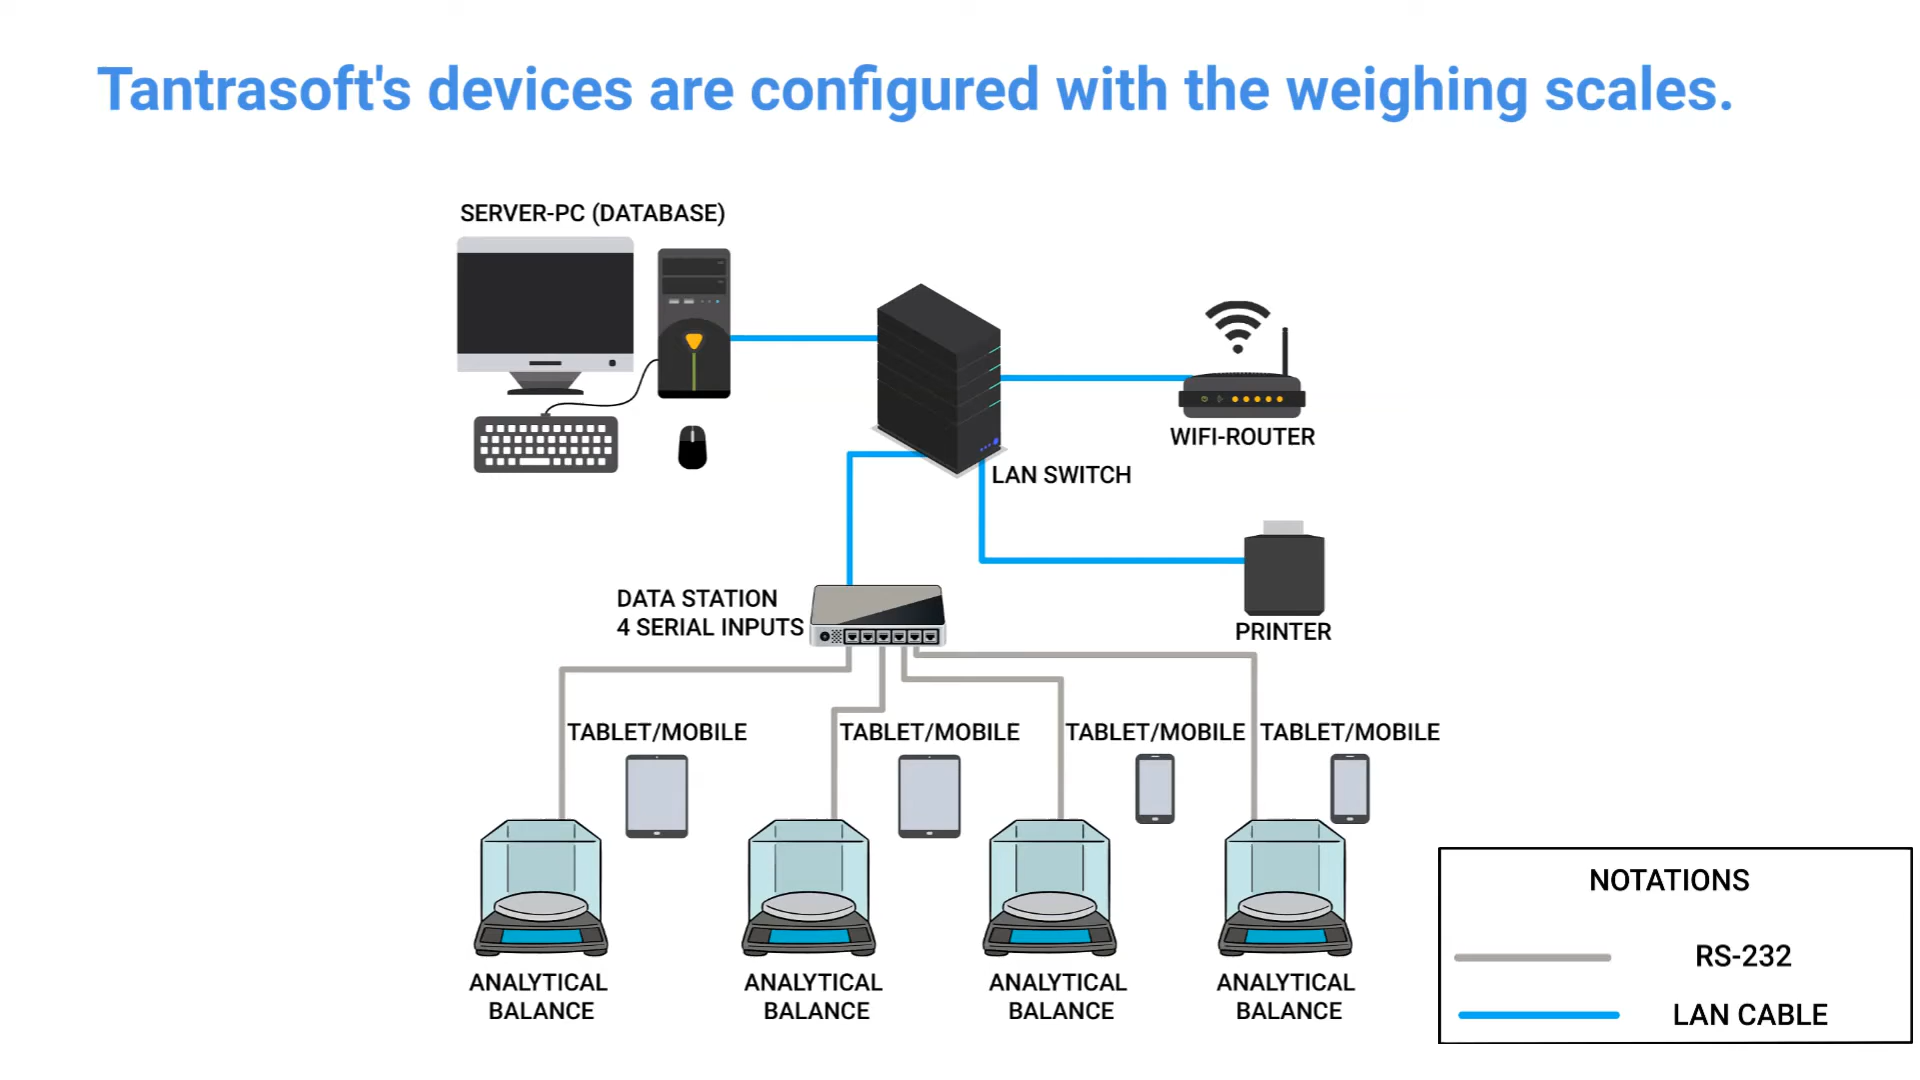 Tantrasoft's devices are configured with the weighing scales.
SERVER-PC (DATABASE)
WIFI-ROUTER
LAN SWITCH
DATA STATION
4 SERIAL INPUTS
PRINTER
TABLET/MOBILE
TABLET/MOBILE
TABLET/MOBILE
TABLET/MOBILE
ANALYTICAL
BALANCE
ANALYTICAL
BALANCE
ANALYTICAL
BALANCE
ANALYTICAL
BALANCE
NOTATIONS
RS-232
LAN CABLE